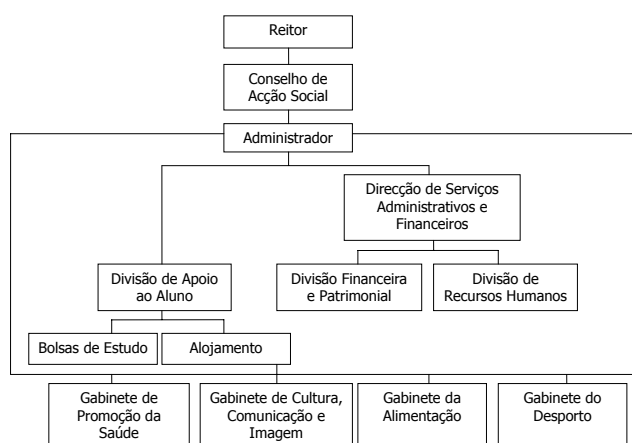 Reitor
Conselho de
Acção Social
Administrador
Direcção de Serviços
Administrativos e
Financeiros
Divisão de Apoio
ao Aluno
Divisão Financeira
e Patrimonial
Divisão de
Recursos Humanos
Bolsas de Estudo
Alojamento
Gabinete de
Promoção da
Saúde
Gabinete de Cultura,
Comunicação e
Imagem
Gabinete da
Alimentação
Gabinete do
Desporto